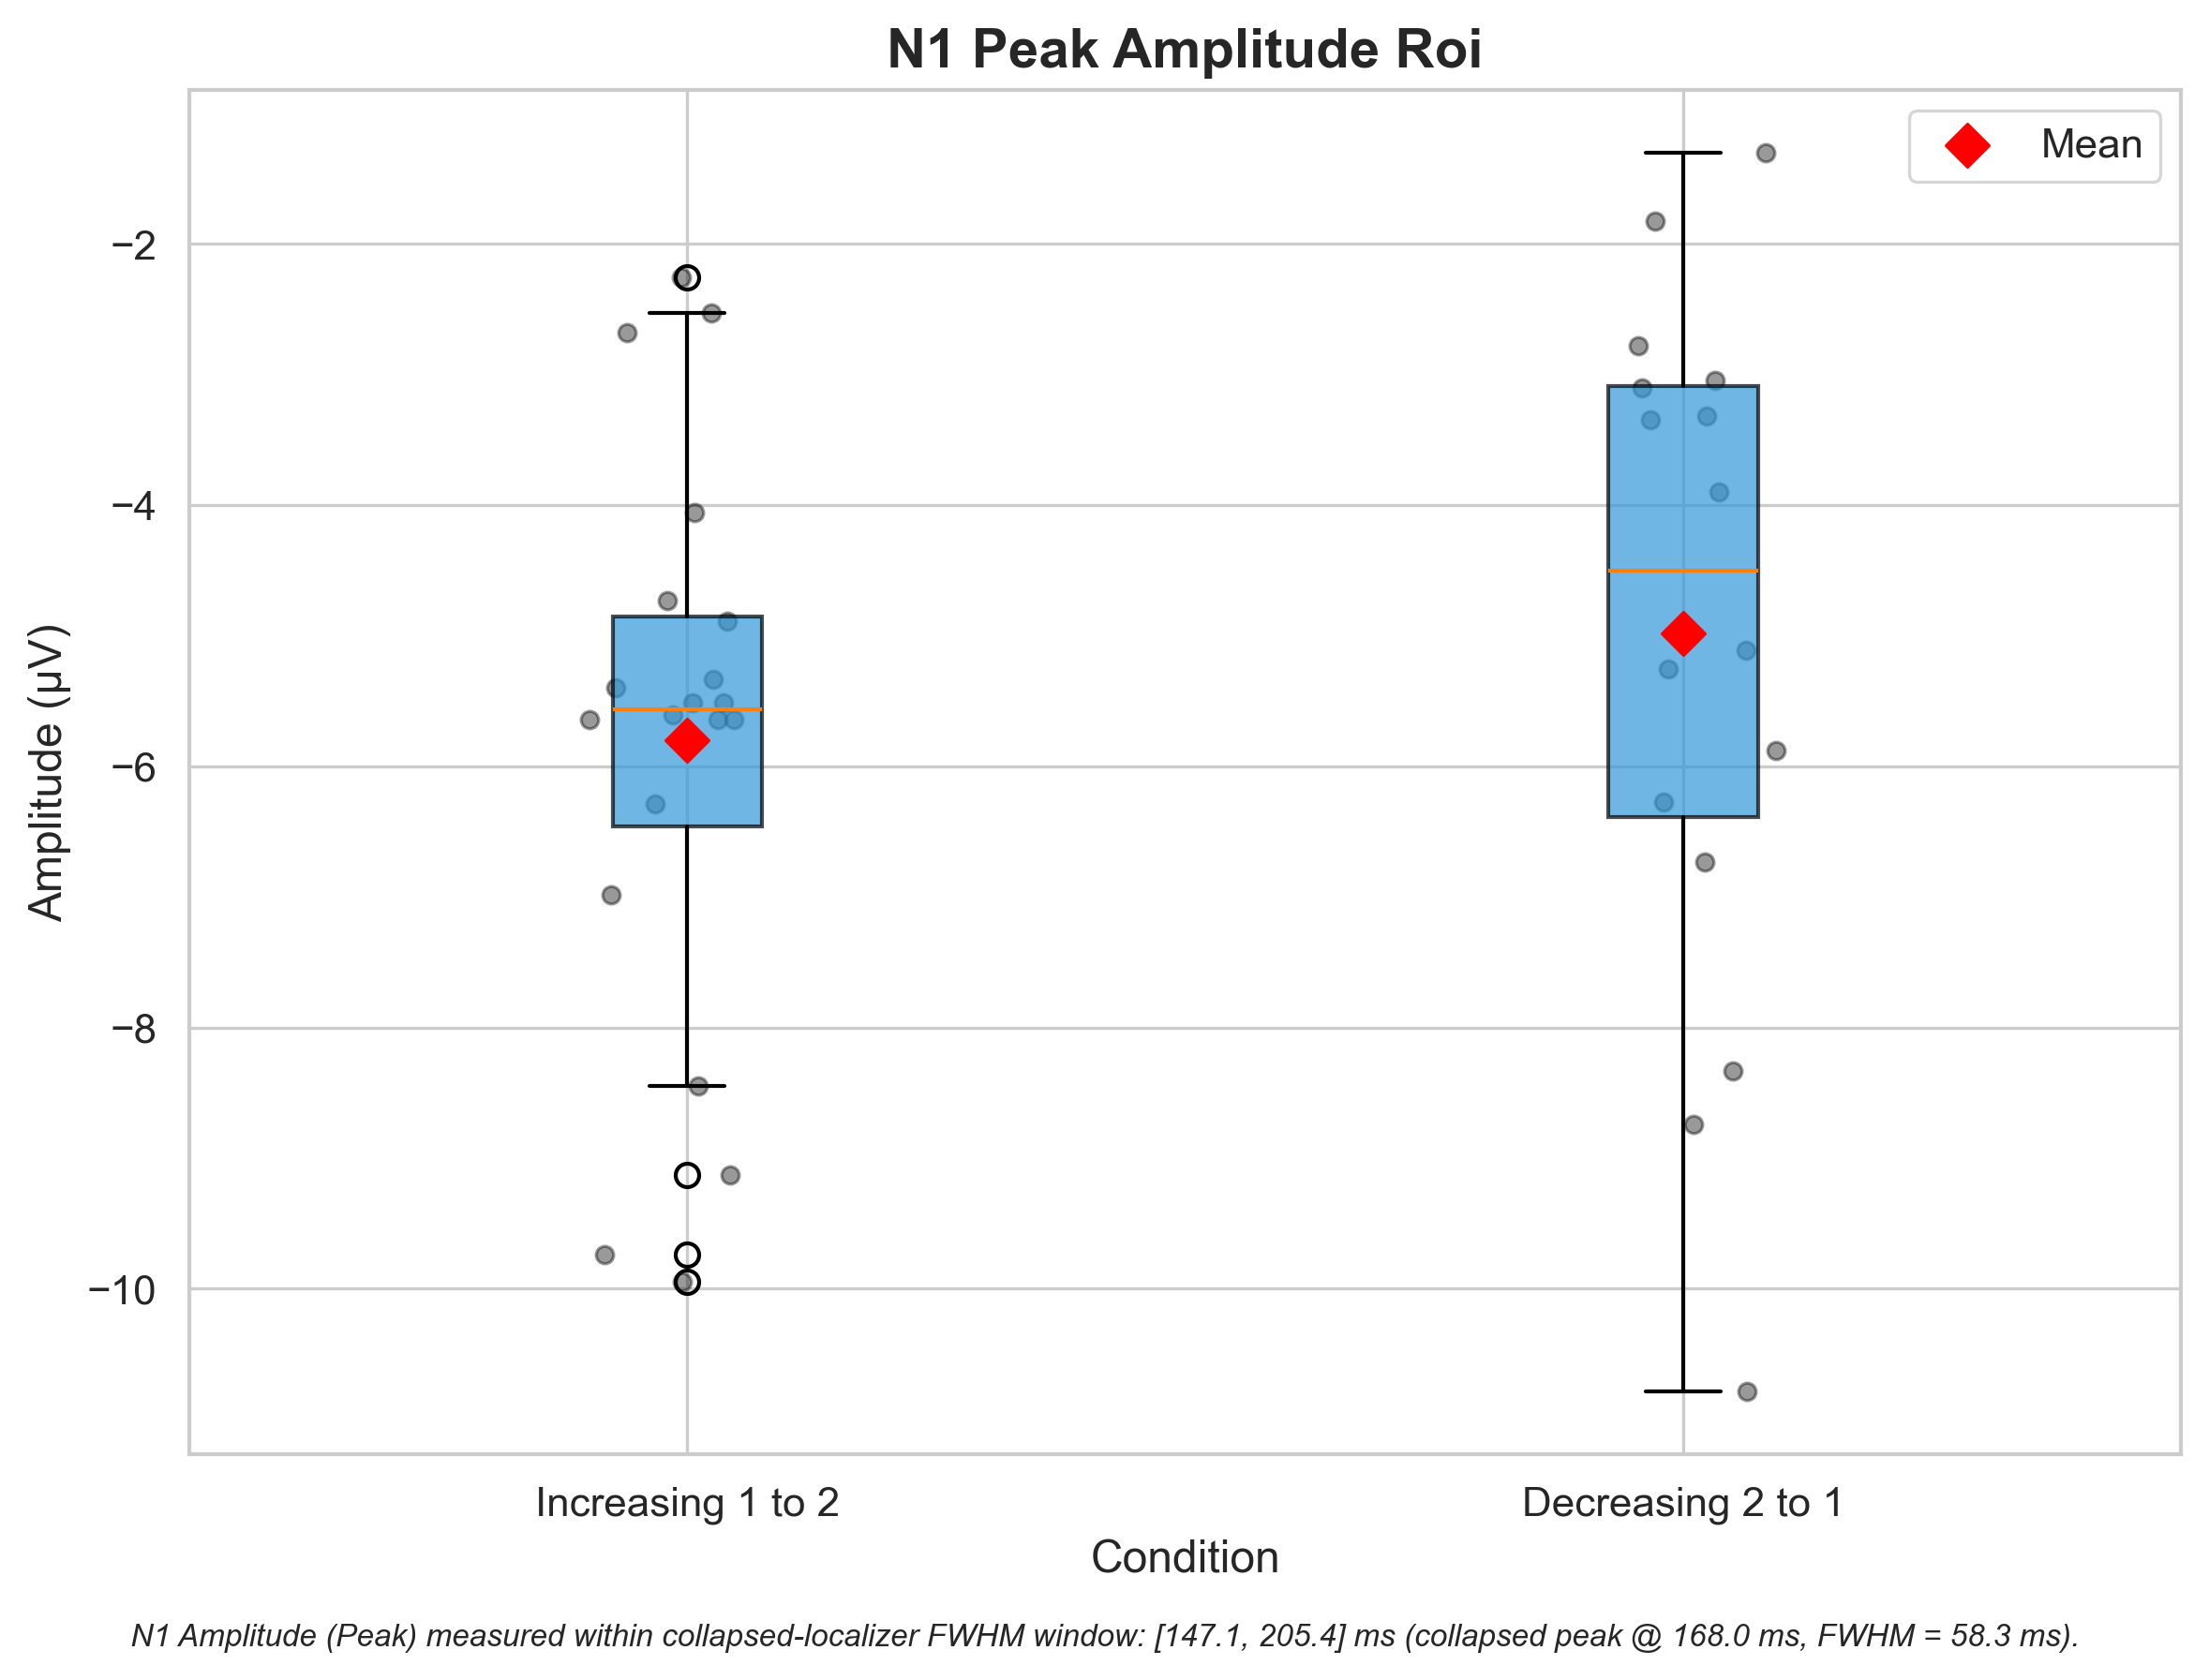 N1 Peak Amplitude Roi
Mean
−2
−4
−6
−8
−10
Amplitude (µV)
Increasing 1 to 2
Decreasing 2 to 1
Condition
N1 Amplitude (Peak) measured within collapsed-localizer FWHM window: [147.1, 205.4] ms (collapsed peak @ 168.0 ms, FWHM = 58.3 ms).